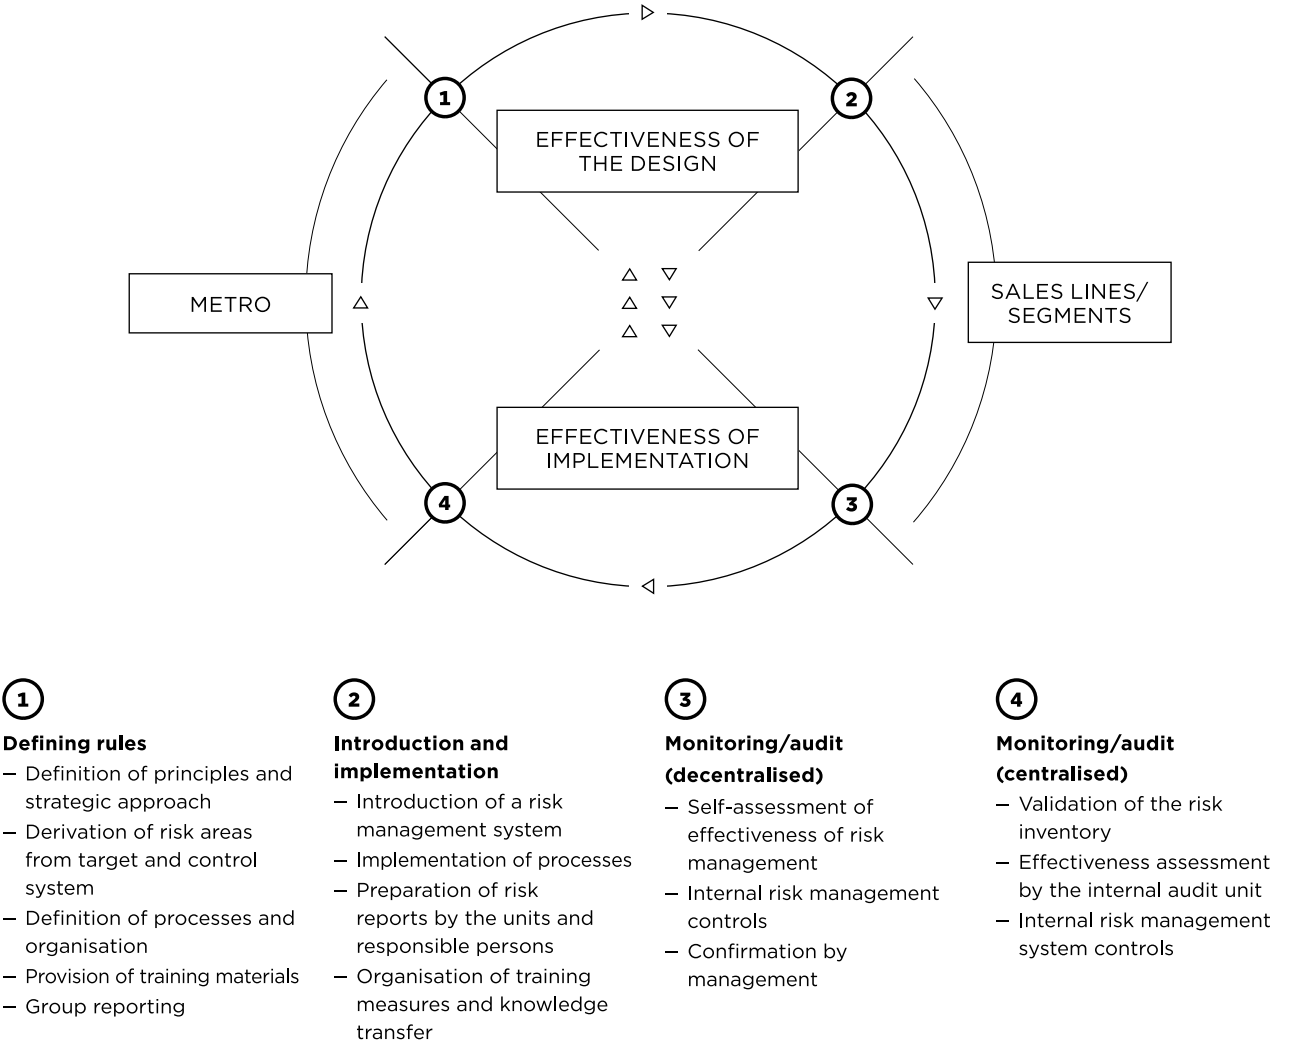 1
2
EFFECTIVENESS OF
THE DESIGN
METRO
SALES LINES/
SEGMENTS
EFFECTIVENESS OF
IMPLEMENTATION
4
3
1
Defining rules
– Definition of principles and
strategic approach
– Derivation of risk areas
from target and control
system
– Definition of processes and
organisation
– Provision of training materials
– Group reporting
2
Introduction and
implementation
– Introduction of a risk
management system
– Implementation of processes
– Preparation of risk
reports by the units and
responsible persons
– Organisation of training
measures and knowledge
transfer
3
Monitoring/audit
(decentralised)
– Self-assessment of
effectiveness of risk
management
– Internal risk management
controls
– Confirmation by
management
4
Monitoring/audit
(centralised)
– Validation of the risk
inventory
– Effectiveness assessment
by the internal audit unit
– Internal risk management
system controls